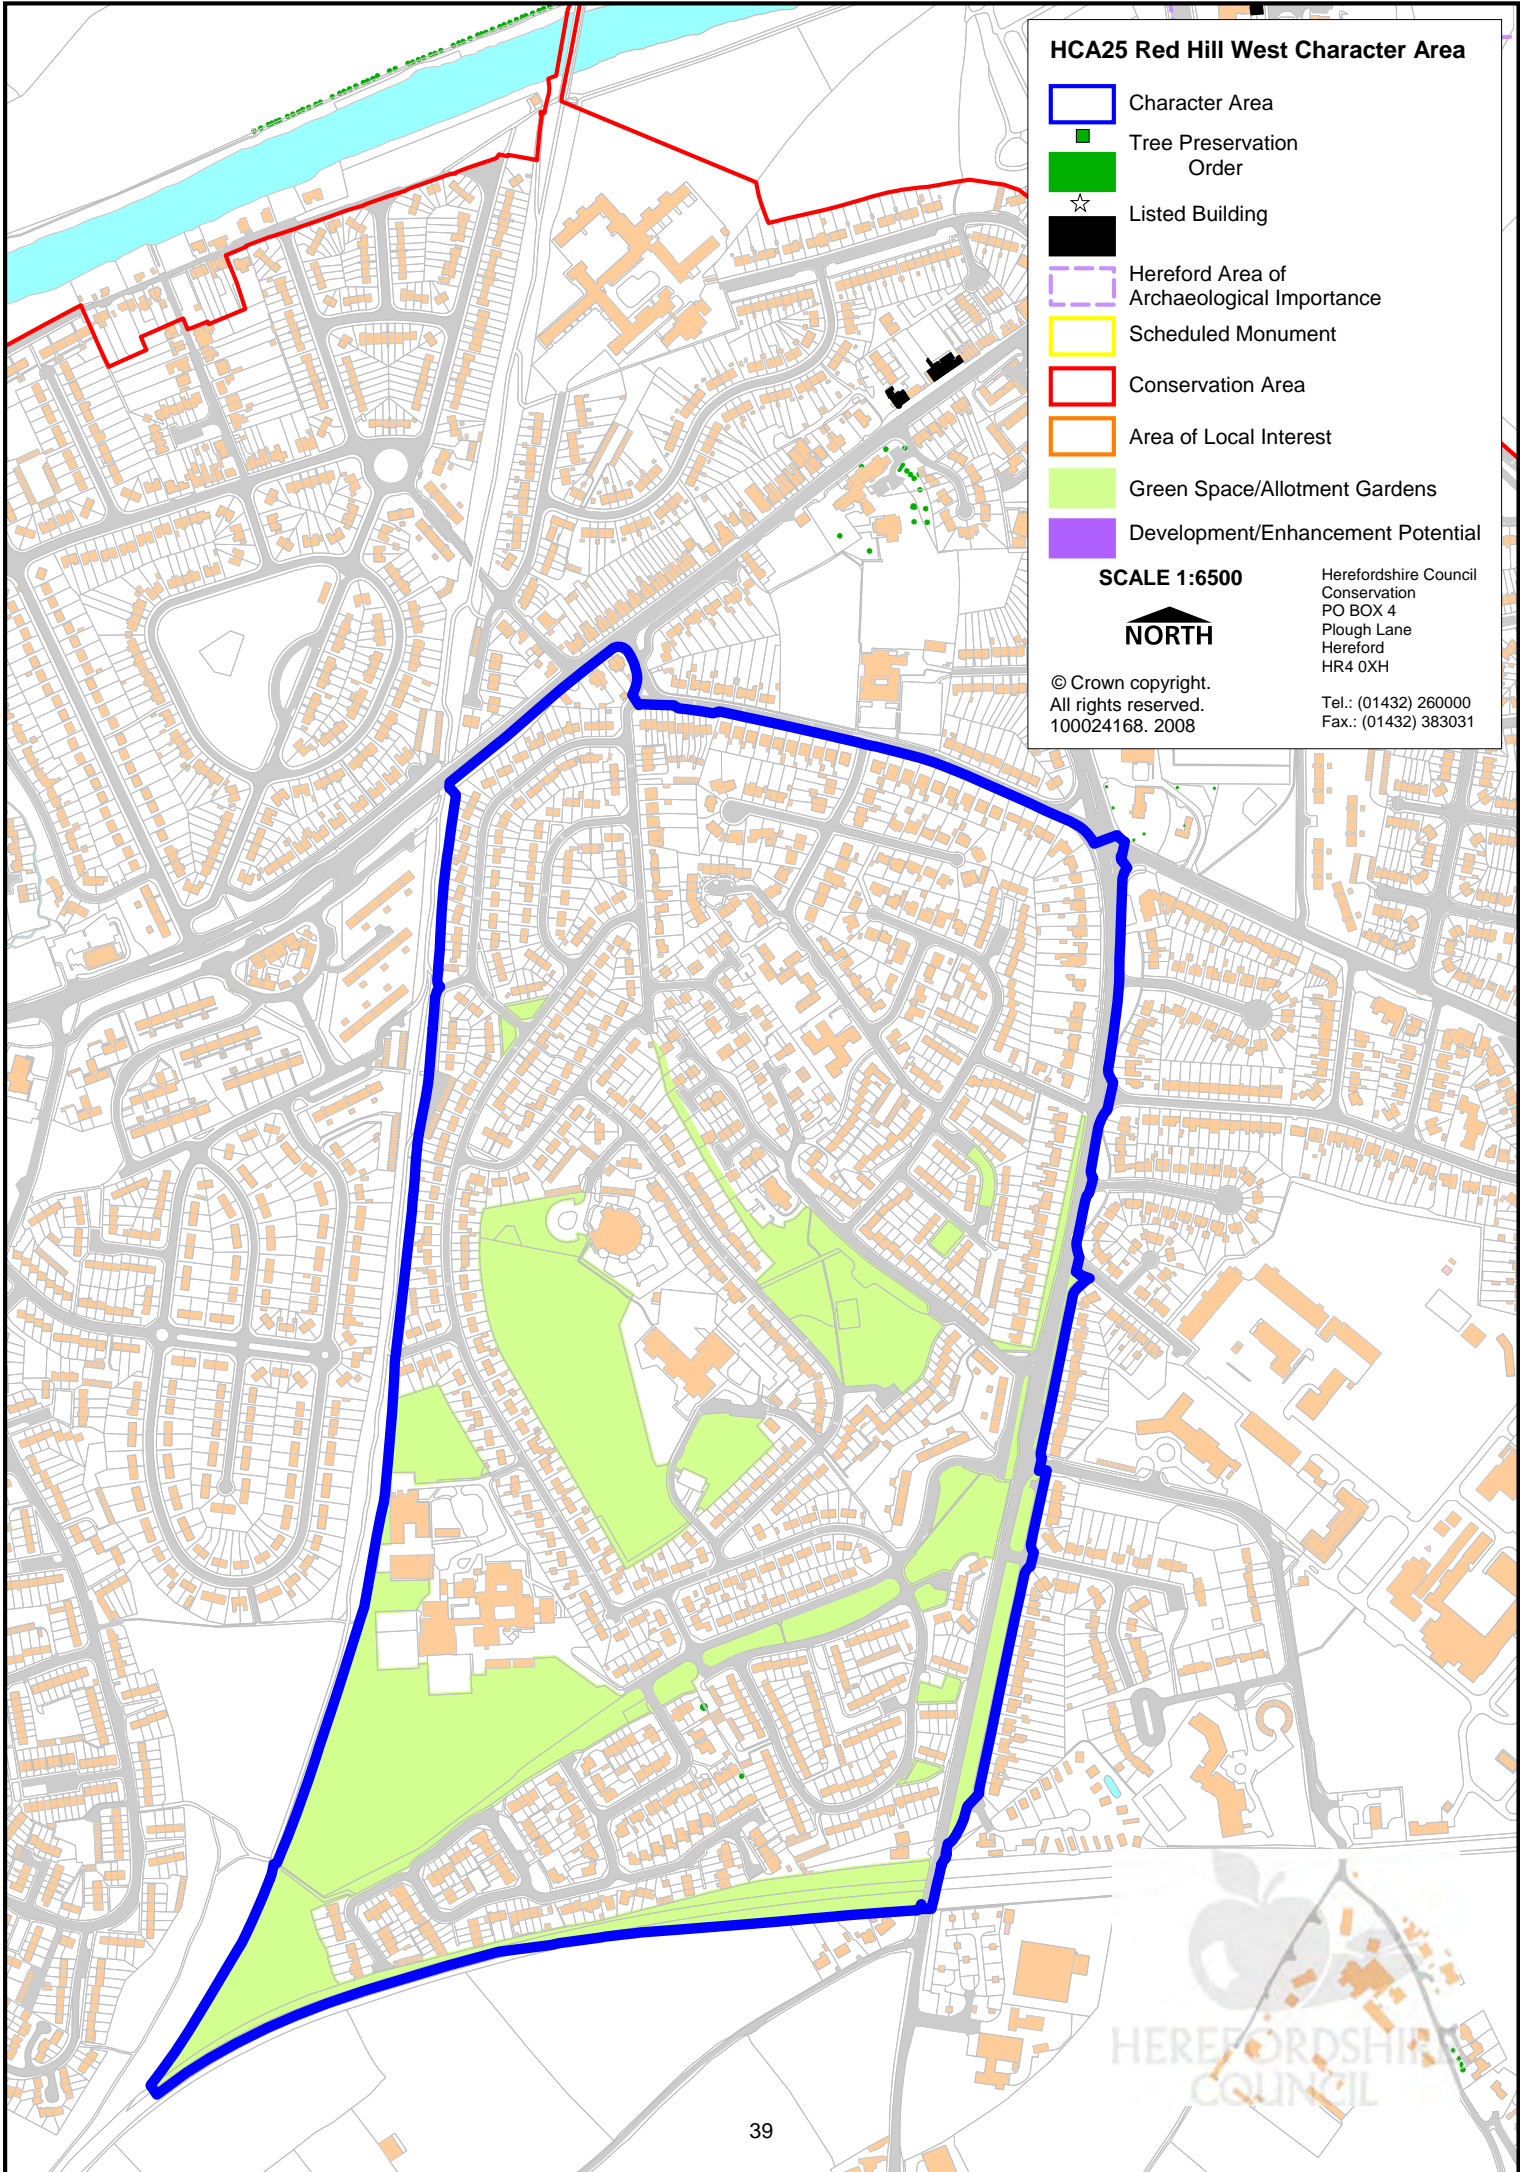 HCA25 Red Hill West Character Area
Character Area
Tree Preservation
Order
Listed Building
Hereford Area of
Archaeological Importance
Scheduled Monument
Conservation Area
Area of Local Interest
Green Space/Allotment Gardens
Development/Enhancement Potential
SCALE 1:6500
NORTH
© Crown copyright.
All rights reserved.
100024168. 2008
Herefordshire Council
Conservation
PO BOX 4
Plough Lane
Hereford
HR4 0XH
Tel.: (01432) 260000
Fax.: (01432) 383031
HEREFORDSHIRE
COUNCIL
39